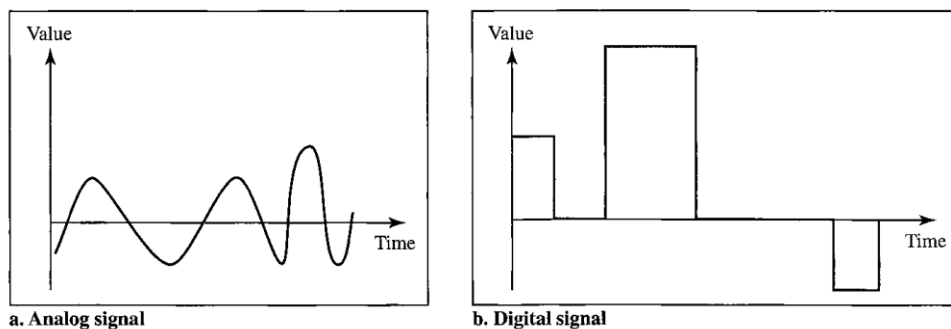 Value
Time
a. Analog signal
Value
Time
b. Digital signal